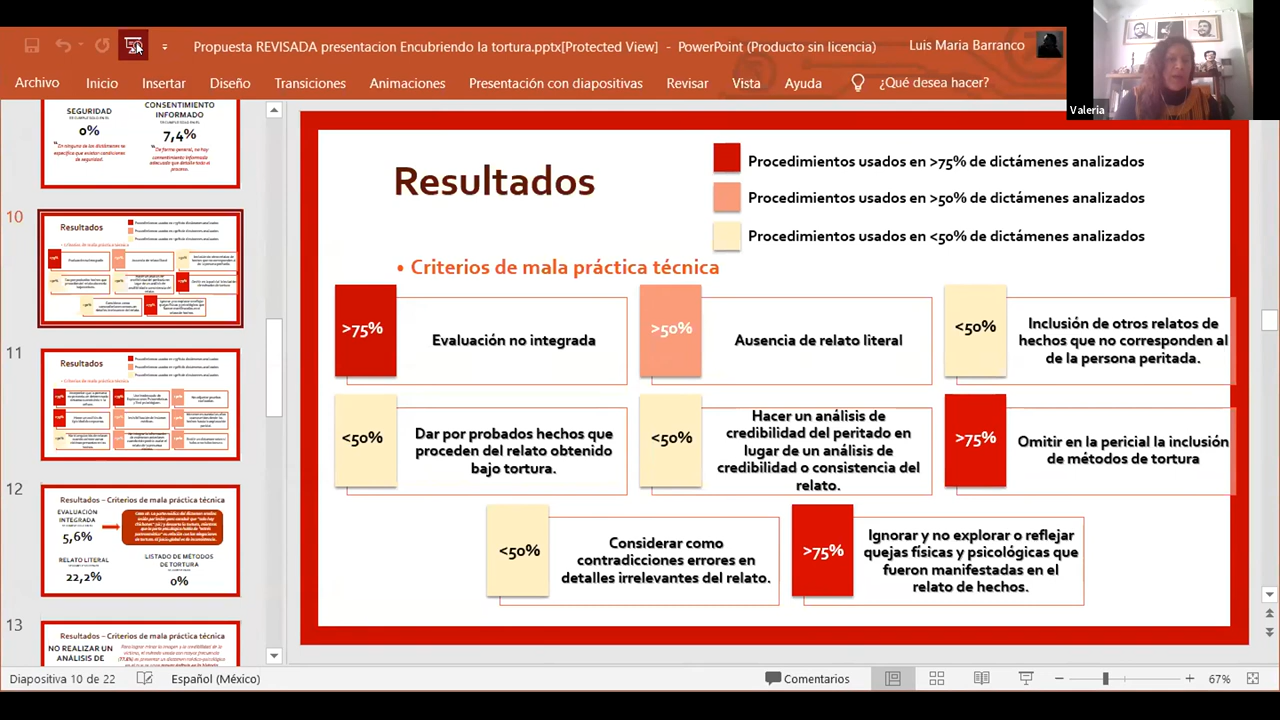 Propuesta REVISADA presentacion Encubriendo la tortura.pptx[Protected View] - PowerPoint (Producto sin licencia)
Luis Maria Barranco
Archivo Inicio Insertar Diseño Transiciones Animaciones Presentación con diapositivas Revisar Vista Ayuda ¿Qué desea hacer?
Valeria
SEGURIDAD
0%
CONSENTIMIENTO
INFORMADO
7,4%
10
Resultados
11
Resultados
12
Resultados – Criterios de mala práctica técnica
EVALUACIÓN
INTEGRADA
5,6%
RELATO LITERAL
22,2%
LISTADO DE MÉTODOS
DE TORTURA
0%
13
Resultados – Criterios de mala práctica técnica
NO REALIZAR UN
ANÁLISIS DE
Resultados
Procedimientos usados en >75% de dictámenes analizados
Procedimientos usados en >50% de dictámenes analizados
Procedimientos usados en <50% de dictámenes analizados
• Criterios de mala práctica técnica
>75%
Evaluación no integrada
>50%
Ausencia de relato literal
<50%
Inclusión de otros relatos de
hechos que no corresponden al
de la persona peritada.
<50%
Dar por probados hechos que
proceden del relato obtenido
bajo tortura.
<50%
Hacer un análisis de
credibilidad del peritado en
lugar de un análisis de
credibilidad o consistencia del
relato.
>75%
Omitir en la pericial la inclusión
de métodos de tortura
<50%
Considerar como
contradicciones errores en
detalles irrelevantes del relato.
>75%
Ignorar y no explorar o reflejar
quejas físicas y psicológicas que
fueron manifestadas en el
relato de hechos.
Diapositiva 10 de 22
Español (México)
Comentarios
67%